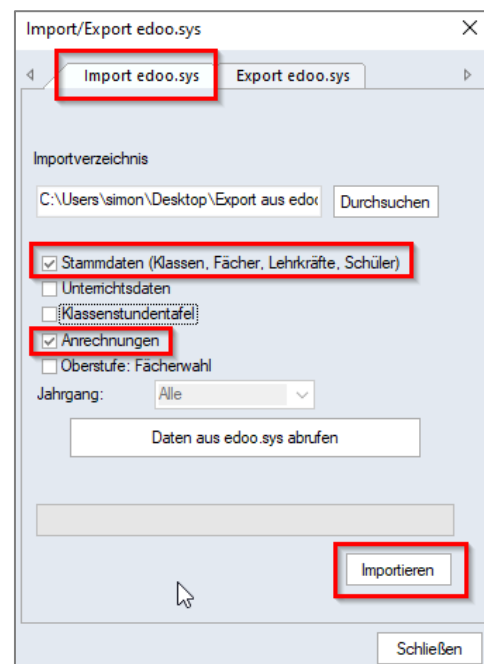 Import/Export edoo.sys
Import edoo.sys
Export edoo.sys
Importverzeichnis
C:\Users\simon\Desktop\Export aus edo
Durchsuchen
Stammdaten (Klassen, Fächer, Lehrkräfte, Schüler)
Unterrichtsdaten
Klassenstundentafel
Anrechnungen
Oberstufe: Fächerwahl
Jahrgang:
Alle
Daten aus edoo.sys abrufen
Importieren
Schließen